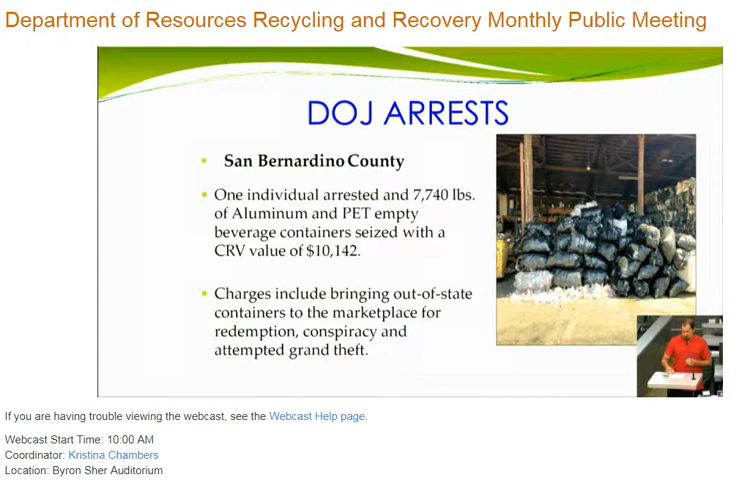 Department of Resources Recycling and Recovery Monthly Public Meeting
DOJ ARRESTS
• San Bernardino County
• One individual arrested and 7,740 lbs.
of Aluminum and PET empty
beverage containers seized with a
CRV value of $10,142.
• Charges include bringing out-of-state
containers to the marketplace for
redemption, conspiracy and
attempted grand theft.
If you are having trouble viewing the webcast, see the Webcast Help page.
Webcast Start Time: 10:00 AM
Coordinator: Kristina Chambers
Location: Byron Sher Auditorium